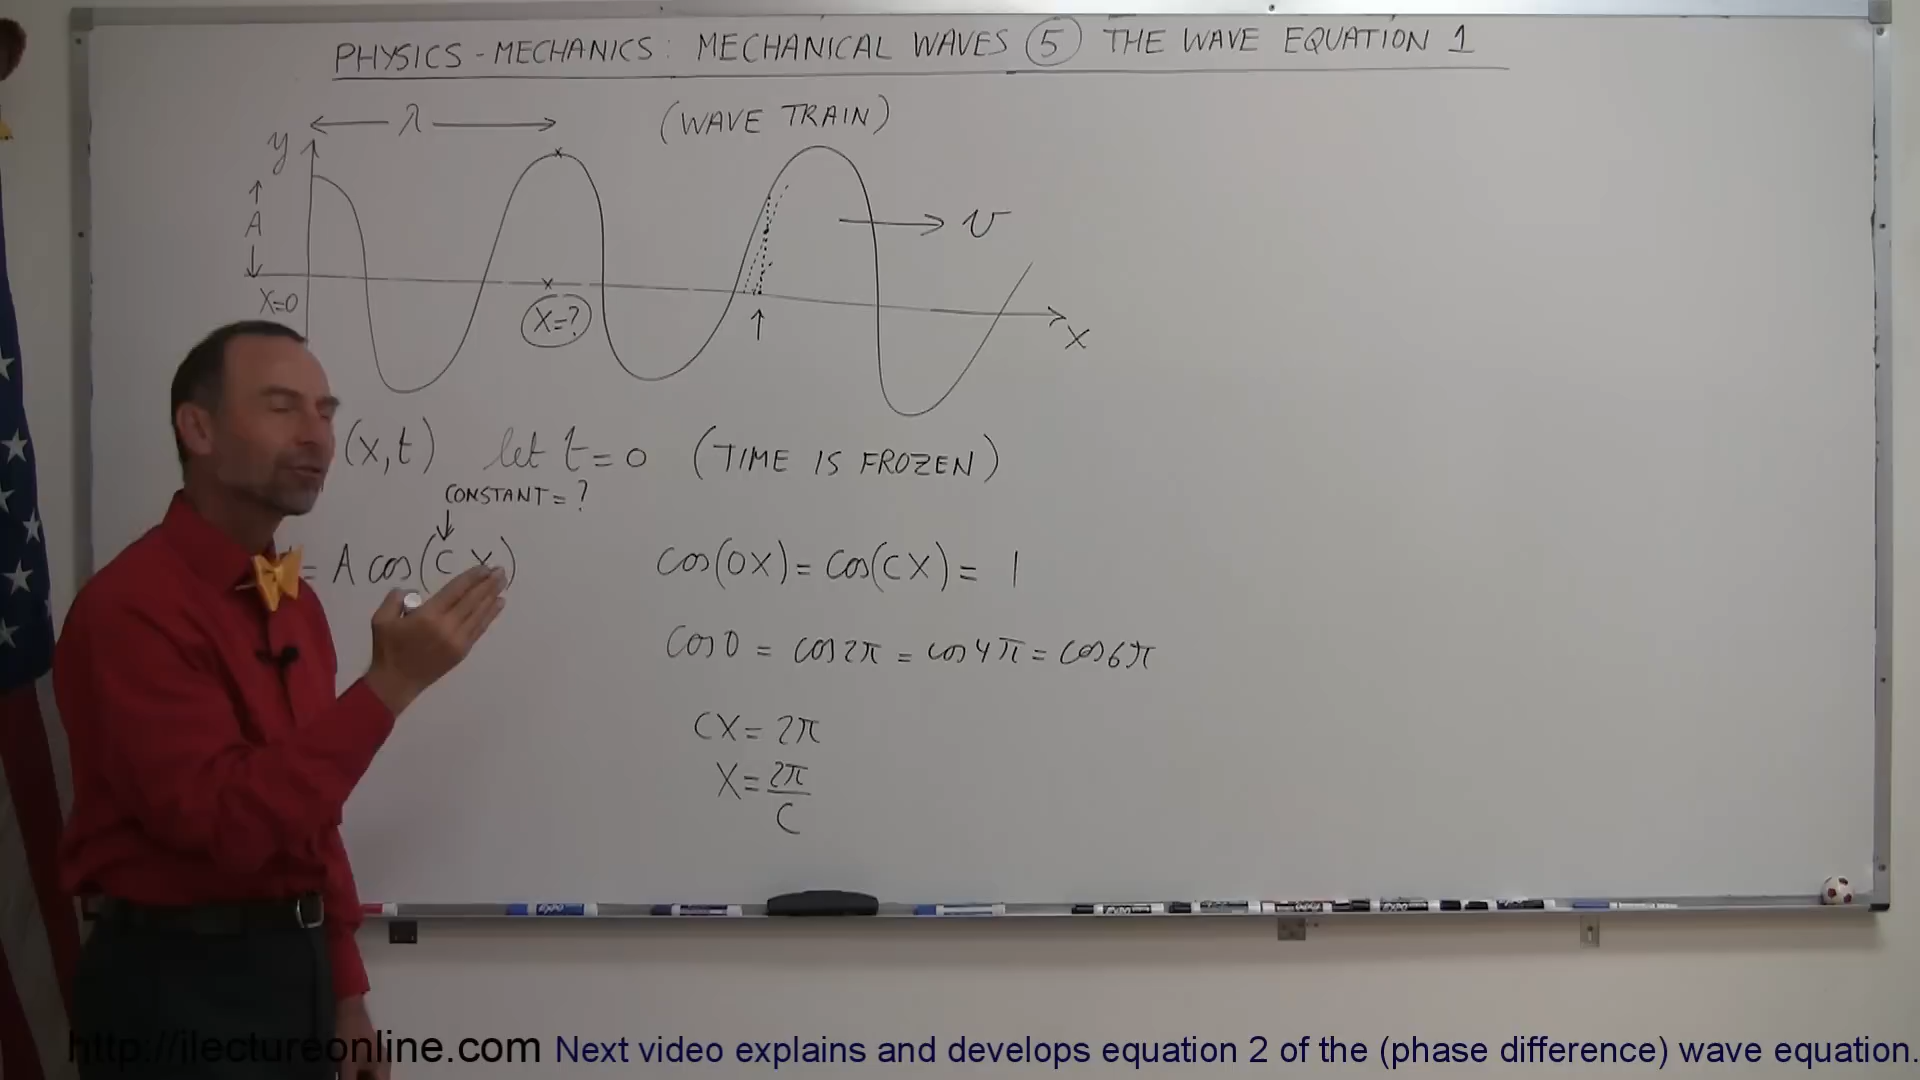 PHYSICS - MECHANICS: MECHANICAL WAVES 5 THE WAVE EQUATION 1
λ (WAVE TRAIN)
y
A
v
X=0
X=?
X
(x,t) let t=0 (TIME IS FROZEN)
CONSTANT = ?
= A cos(C X) cos(0X) = cos(CX) = 1
cos 0 = cos 2π = cos 4π = cos 6π
CX = 2π
X = 2π/C
http://ilectureonline.com Next video explains and develops equation 2 of the (phase difference) wave equation.